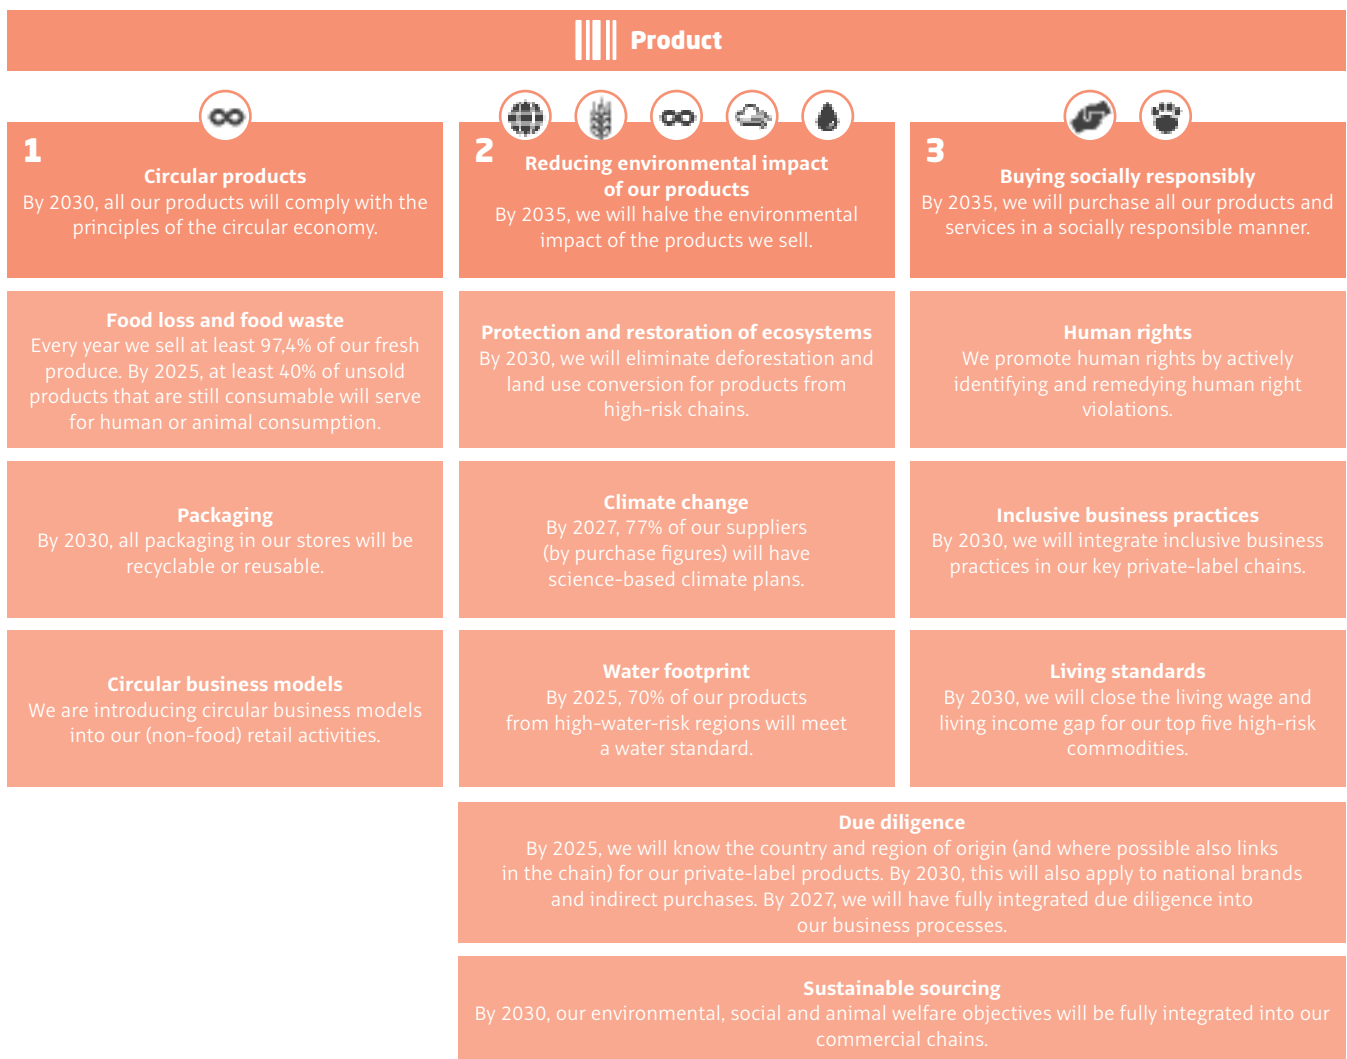 Product
1
Circular products
By 2030, all our products will comply with the
principles of the circular economy.
Food loss and food waste
Every year we sell at least 97,4% of our fresh
produce. By 2025, at least 40% of unsold
products that are still consumable will serve
for human or animal consumption.
Packaging
By 2030, all packaging in our stores will be
recyclable or reusable.
Circular business models
We are introducing circular business models
into our (non-food) retail activities.
2
Reducing environmental impact
of our products
By 2035, we will halve the environmental
impact of the products we sell.
Protection and restoration of ecosystems
By 2030, we will eliminate deforestation and
land use conversion for products from
high-risk chains.
Climate change
By 2027, 77% of our suppliers
(by purchase figures) will have
science-based climate plans.
Water footprint
By 2025, 70% of our products
from high-water-risk regions will meet
a water standard.
3
Buying socially responsibly
By 2035, we will purchase all our products and
services in a socially responsible manner.
Human rights
We promote human rights by actively
identifying and remedying human right
violations.
Inclusive business practices
By 2030, we will integrate inclusive business
practices in our key private-label chains.
Living standards
By 2030, we will close the living wage and
living income gap for our top five high-risk
commodities.
Due diligence
By 2025, we will know the country and region of origin (and where possible also links
in the chain) for our private-label products. By 2030, this will also apply to national brands
and indirect purchases. By 2027, we will have fully integrated due diligence into
our business processes.
Sustainable sourcing
By 2030, our environmental, social and animal welfare objectives will be fully integrated into our
commercial chains.